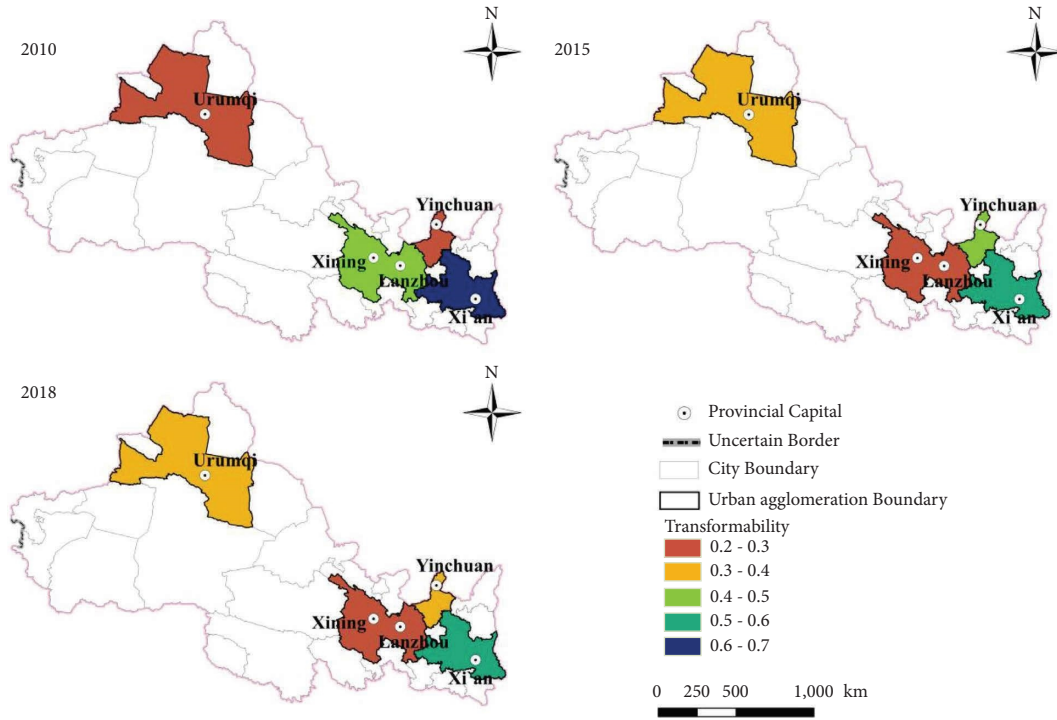 2010
N
Urumqi
Yinchuan
Xining
Lanzhou
Xi'an
2015
N
Urumqi
Yinchuan
Xining
Lanzhou
Xi'an
2018
N
Urumqi
Yinchuan
Xining
Lanzhou
Xi'an
Provincial Capital
Uncertain Border
City Boundary
Urban agglomeration Boundary
Transformability
0.2 - 0.3
0.3 - 0.4
0.4 - 0.5
0.5 - 0.6
0.6 - 0.7
0 250 500 1,000 km